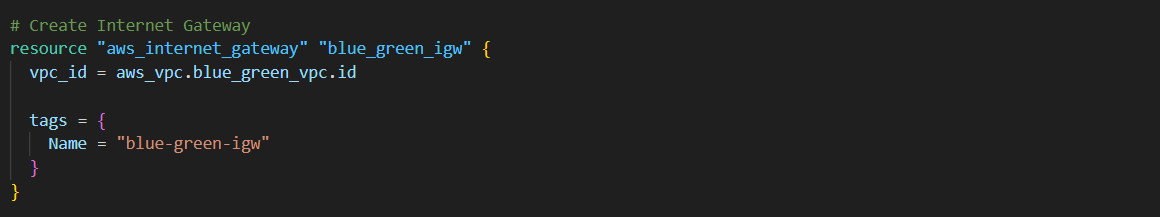 # Create Internet Gateway
resource "aws_internet_gateway" "blue_green_igw" {
  vpc_id = aws_vpc.blue_green_vpc.id

  tags = {
    Name = "blue-green-igw"
  }
}